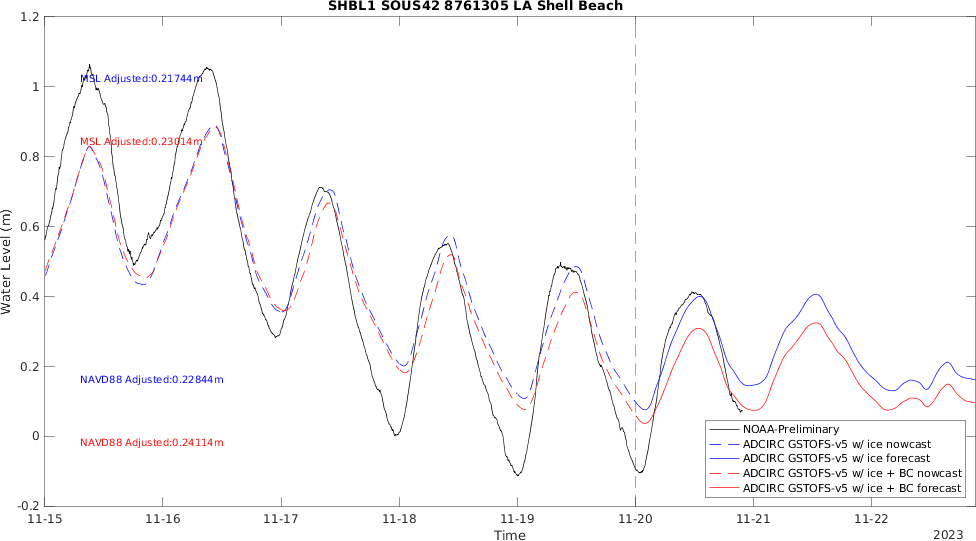 SHBL1 SOUS42 8761305 LA Shell Beach
1.2
1
0.8
0.6
0.4
0.2
0
-0.2
Water Level (m)
MSL Adjusted:0.21744m
MSL Adjusted:0.23014m
NAVD88 Adjusted:0.22844m
NAVD88 Adjusted:0.24114m
NOAA-Preliminary
ADCIRC GSTOFS-v5 w/ ice nowcast
ADCIRC GSTOFS-v5 w/ ice forecast
ADCIRC GSTOFS-v5 w/ ice + BC nowcast
ADCIRC GSTOFS-v5 w/ ice + BC forecast
11-15 11-16 11-17 11-18 11-19 11-20 11-21 11-22
Time
2023